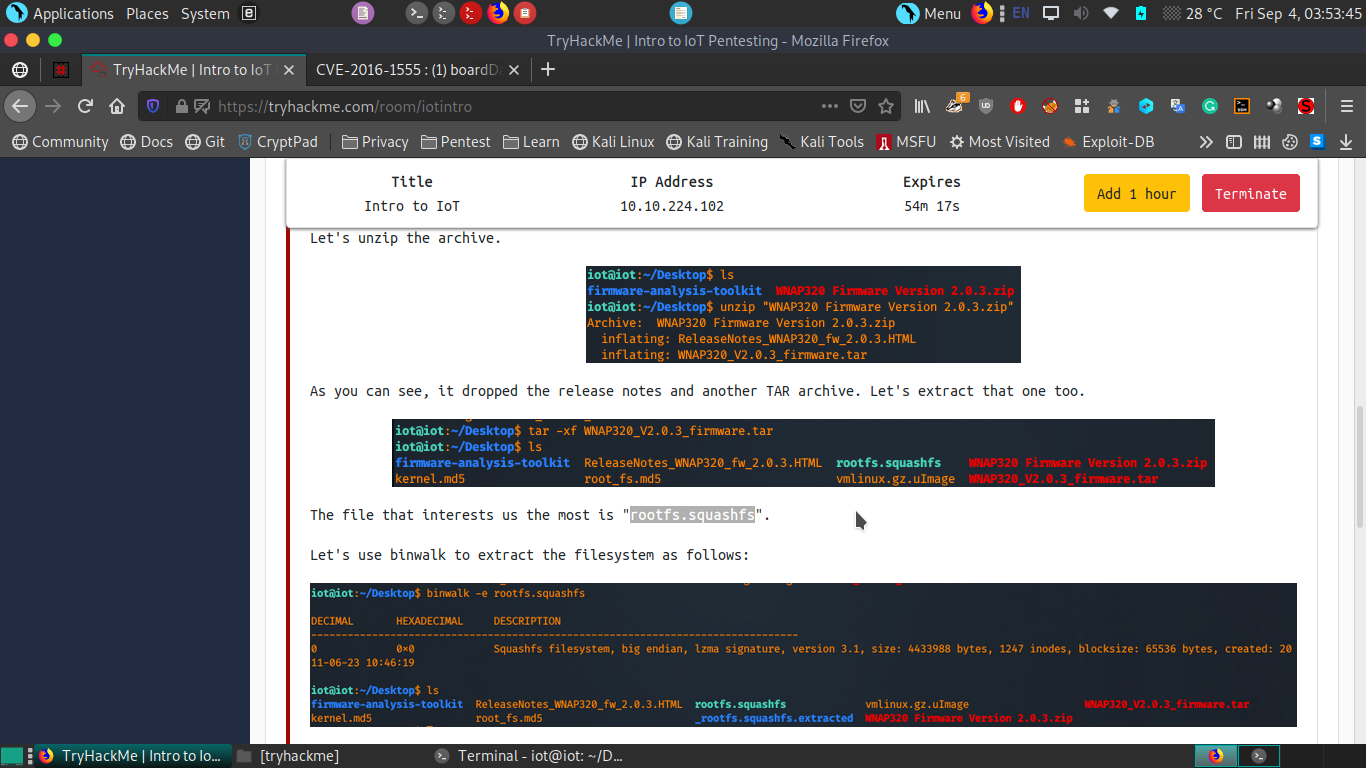 Applications Places System Menu EN 28 °C Fri Sep 4, 03:53:45
TryHackMe | Intro to IoT Pentesting - Mozilla Firefox
TryHackMe | Intro to IoT CVE-2016-1555 : (1) boardD
https://tryhackme.com/room/iotintro 6
Community Docs Git CryptPad Privacy Pentest Learn Kali Linux Kali Training Kali Tools MSFU Most Visited Exploit-DB
Title IP Address Expires
Intro to IoT 10.10.224.102 54m 17s Add 1 hour Terminate
Let's unzip the archive.
iot@iot:~/Desktop$ ls
firmware-analysis-toolkit WNAP320 Firmware Version 2.0.3.zip
iot@iot:~/Desktop$ unzip "WNAP320 Firmware Version 2.0.3.zip"
Archive: WNAP320 Firmware Version 2.0.3.zip
inflating: ReleaseNotes_WNAP320_fw_2.0.3.HTML
inflating: WNAP320_V2.0.3_firmware.tar
As you can see, it dropped the release notes and another TAR archive. Let's extract that one too.
iot@iot:~/Desktop$ tar -xf WNAP320_V2.0.3_firmware.tar
iot@iot:~/Desktop$ ls
firmware-analysis-toolkit ReleaseNotes_WNAP320_fw_2.0.3.HTML rootfs.squashfs WNAP320 Firmware Version 2.0.3.zip
kernel.md5 root_fs.md5 vmlinux.gz.uImage WNAP320_V2.0.3_firmware.tar
The file that interests us the most is "rootfs.squashfs".
Let's use binwalk to extract the filesystem as follows:
iot@iot:~/Desktop$ binwalk -e rootfs.squashfs
DECIMAL HEXADECIMAL DESCRIPTION
--------------------------------------------------------------------------------
0 0×0 Squashfs filesystem, big endian, lzma signature, version 3.1, size: 4433988 bytes, 1247 inodes, blocksize: 65536 bytes, created: 20
11-06-23 10:46:19
iot@iot:~/Desktop$ ls
firmware-analysis-toolkit ReleaseNotes_WNAP320_fw_2.0.3.HTML rootfs.squashfs vmlinux.gz.uImage WNAP320_V2.0.3_firmware.tar
kernel.md5 root_fs.md5 _rootfs.squashfs.extracted WNAP320 Firmware Version 2.0.3.zip
TryHackMe | Intro to Io... [tryhackme] Terminal - iot@iot: ~/D...